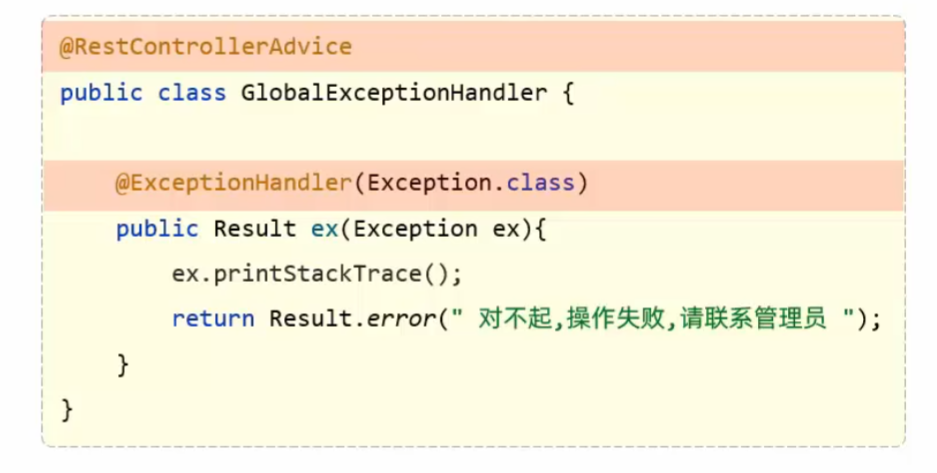 @RestControllerAdvice
public class GlobalExceptionHandler {
@ExceptionHandler(Exception.class)
public Result ex(Exception ex){
ex.printStackTrace();
return Result.error(" 对不起,操作失败,请联系管理员 ");
}
}